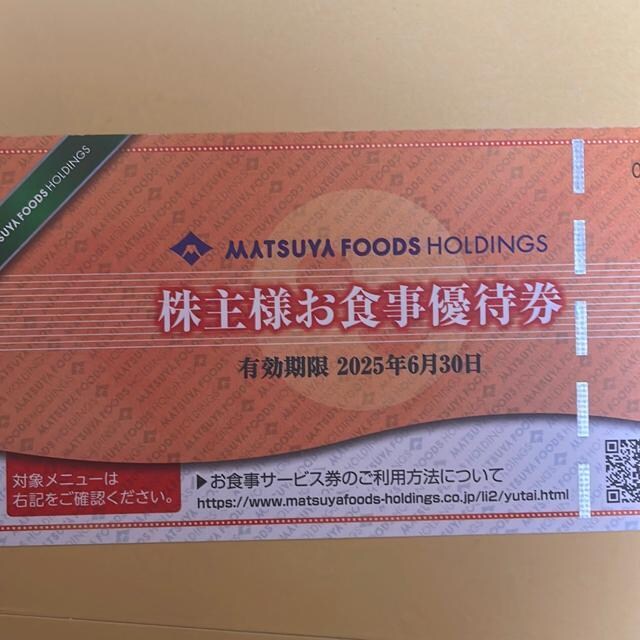 SUYA FOODS HOLDINGS
0
MATSUYA FOODS HOLDINGS
株主様お食事優待券
有効期限 2025年6月30日
対象メニューは
右記をご確認ください。
▶お食事サービス券のご利用方法について
https://www.matsuyafoods-holdings.co.jp/li2/yutai.html